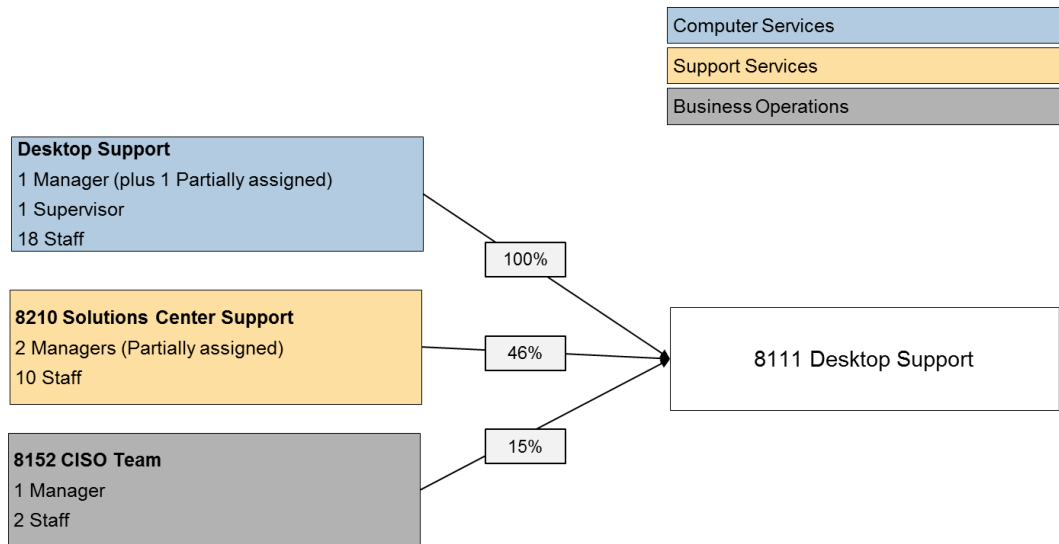 Computer Services
Support Services
Business Operations
Desktop Support
1 Manager (plus 1 Partially assigned)
1 Supervisor
18 Staff
100%
8210 Solutions Center Support
2 Managers (Partially assigned)
10 Staff
46%
8111 Desktop Support
15%
8152 CISO Team
1 Manager
2 Staff